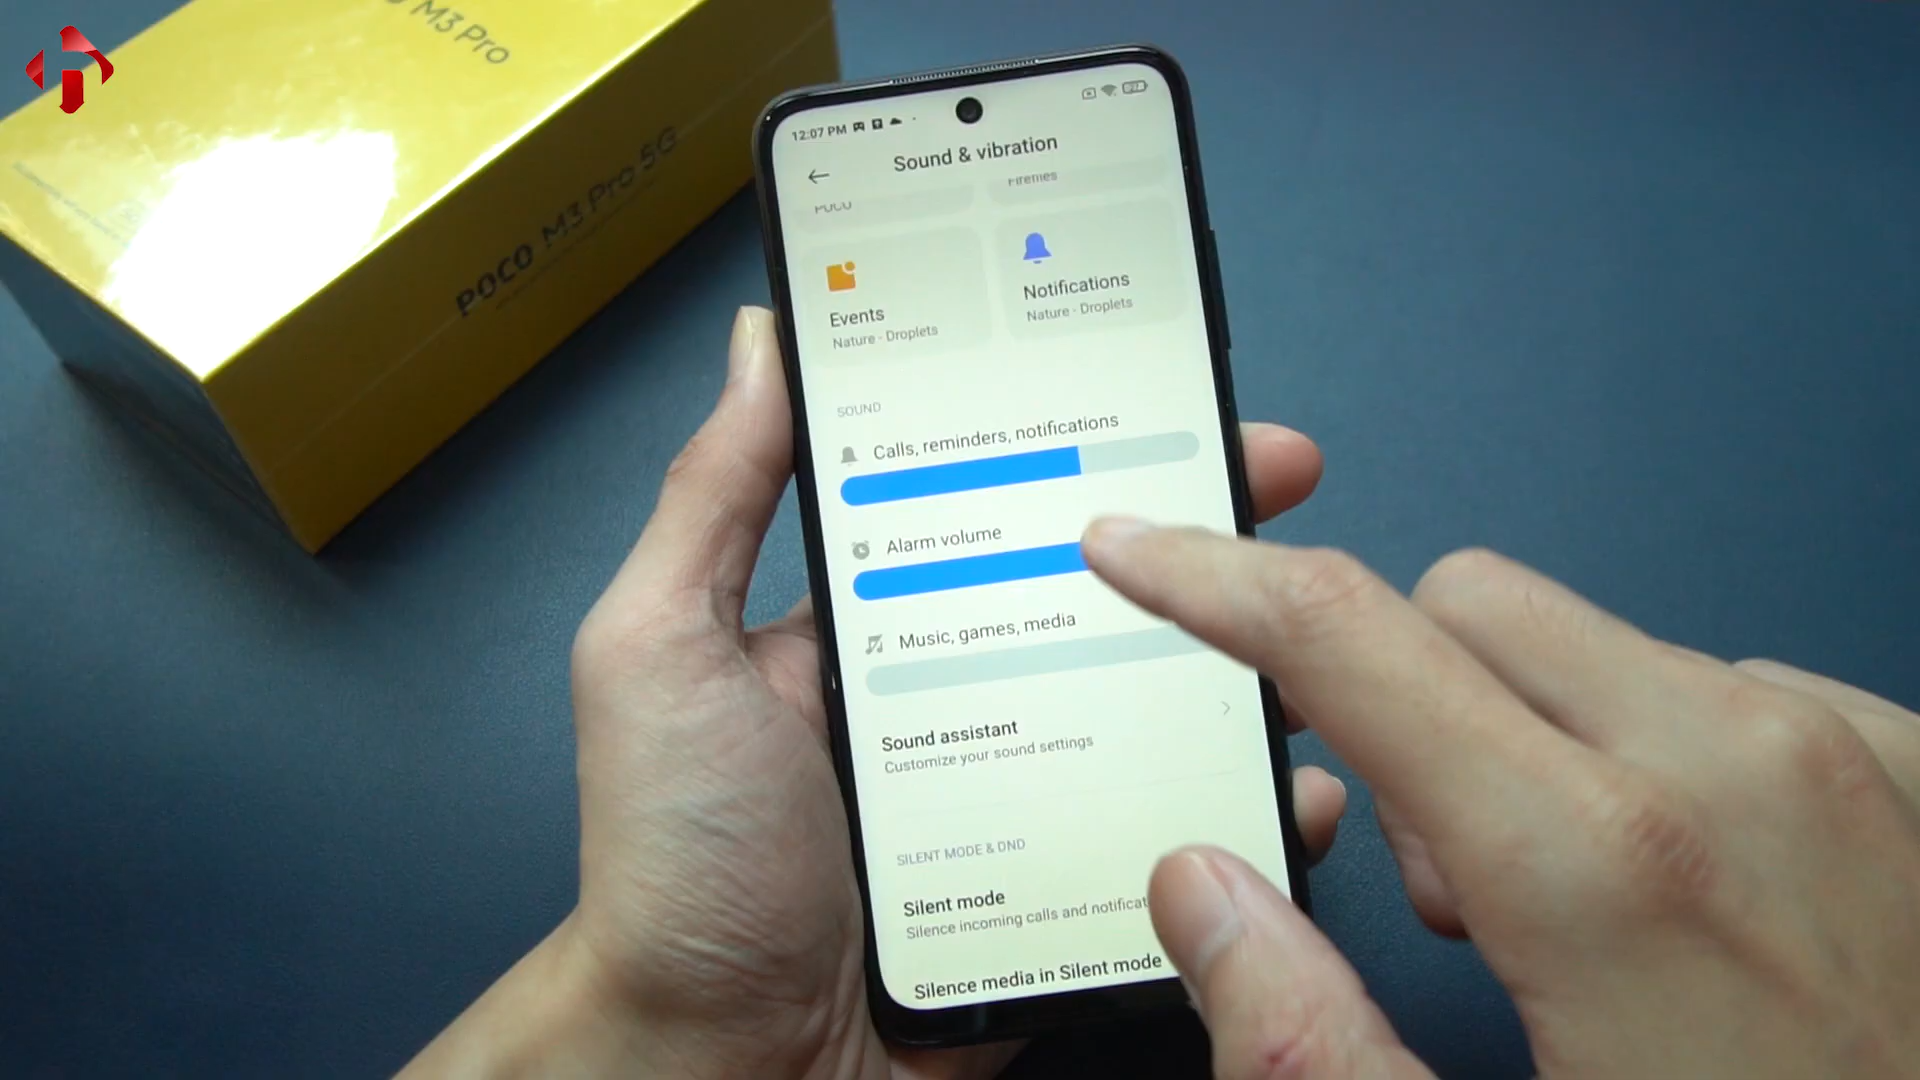 M3 Pro
POCO M3 Pro 5G
12:07 PM
Sound & vibration
Firemes
POCO
Events
Nature - Droplets
Notifications
Nature - Droplets
SOUND
Calls, reminders, notifications
Alarm volume
Music, games, media
Sound assistant
Customize your sound settings
SILENT MODE & DND
Silent mode
Silence incoming calls and notificat
Silence media in Silent mode